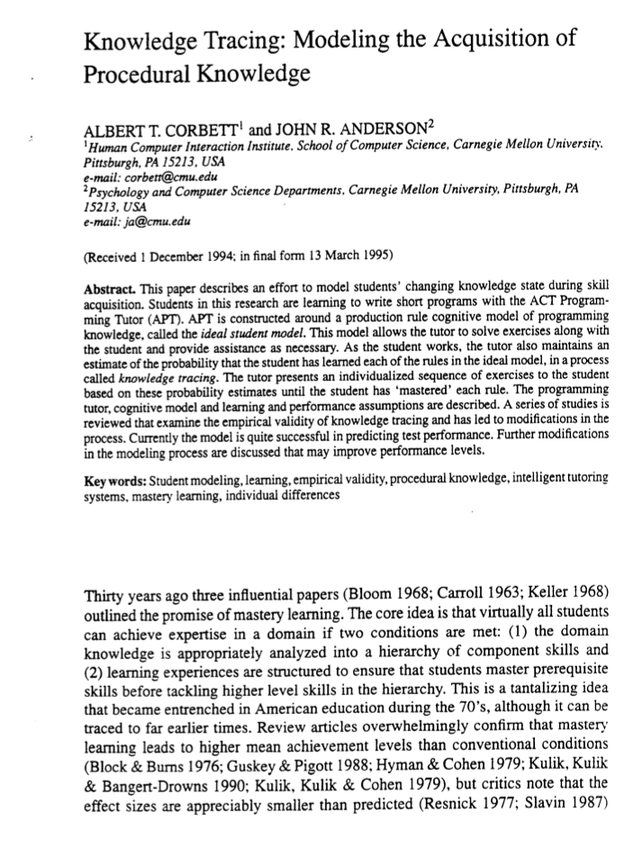 Knowledge Tracing: Modeling the Acquisition of
Procedural Knowledge
ALBERT T. CORBETT¹ and JOHN R. ANDERSON²
¹Human Computer Interaction Institute. School of Computer Science, Carnegie Mellon University.
Pittsburgh, PA 15213, USA
e-mail: corbett@cmu.edu
²Psychology and Computer Science Departments. Carnegie Mellon University, Pittsburgh, PA
15213, USA
e-mail: ja@cmu.edu
(Received 1 December 1994; in final form 13 March 1995)
Abstract. This paper describes an effort to model students' changing knowledge state during skill
acquisition. Students in this research are learning to write short programs with the ACT Program-
ming Tutor (APT). APT is constructed around a production rule cognitive model of programming
knowledge, called the ideal student model. This model allows the tutor to solve exercises along with
the student and provide assistance as necessary. As the student works, the tutor also maintains an
estimate of the probability that the student has learned each of the rules in the ideal model, in a process
called knowledge tracing. The tutor presents an individualized sequence of exercises to the student
based on these probability estimates until the student has 'mastered' each rule. The programming
tutor, cognitive model and learning and performance assumptions are described. A series of studies is
reviewed that examine the empirical validity of knowledge tracing and has led to modifications in the
process. Currently the model is quite successful in predicting test performance. Further modifications
in the modeling process are discussed that may improve performance levels.
Key words: Student modeling, learning, empirical validity, procedural knowledge, intelligent tutoring
systems, mastery learning, individual differences
Thirty years ago three influential papers (Bloom 1968; Carroll 1963; Keller 1968)
outlined the promise of mastery learning. The core idea is that virtually all students
can achieve expertise in a domain if two conditions are met: (1) the domain
knowledge is appropriately analyzed into a hierarchy of component skills and
(2) learning experiences are structured to ensure that students master prerequisite
skills before tackling higher level skills in the hierarchy. This is a tantalizing idea
that became entrenched in American education during the 70's, although it can be
traced to far earlier times. Review articles overwhelmingly confirm that mastery
learning leads to higher mean achievement levels than conventional conditions
(Block & Burns 1976; Guskey & Pigott 1988; Hyman & Cohen 1979; Kulik, Kulik
& Bangert-Drowns 1990; Kulik, Kulik & Cohen 1979), but critics note that the
effect sizes are appreciably smaller than predicted (Resnick 1977; Slavin 1987)